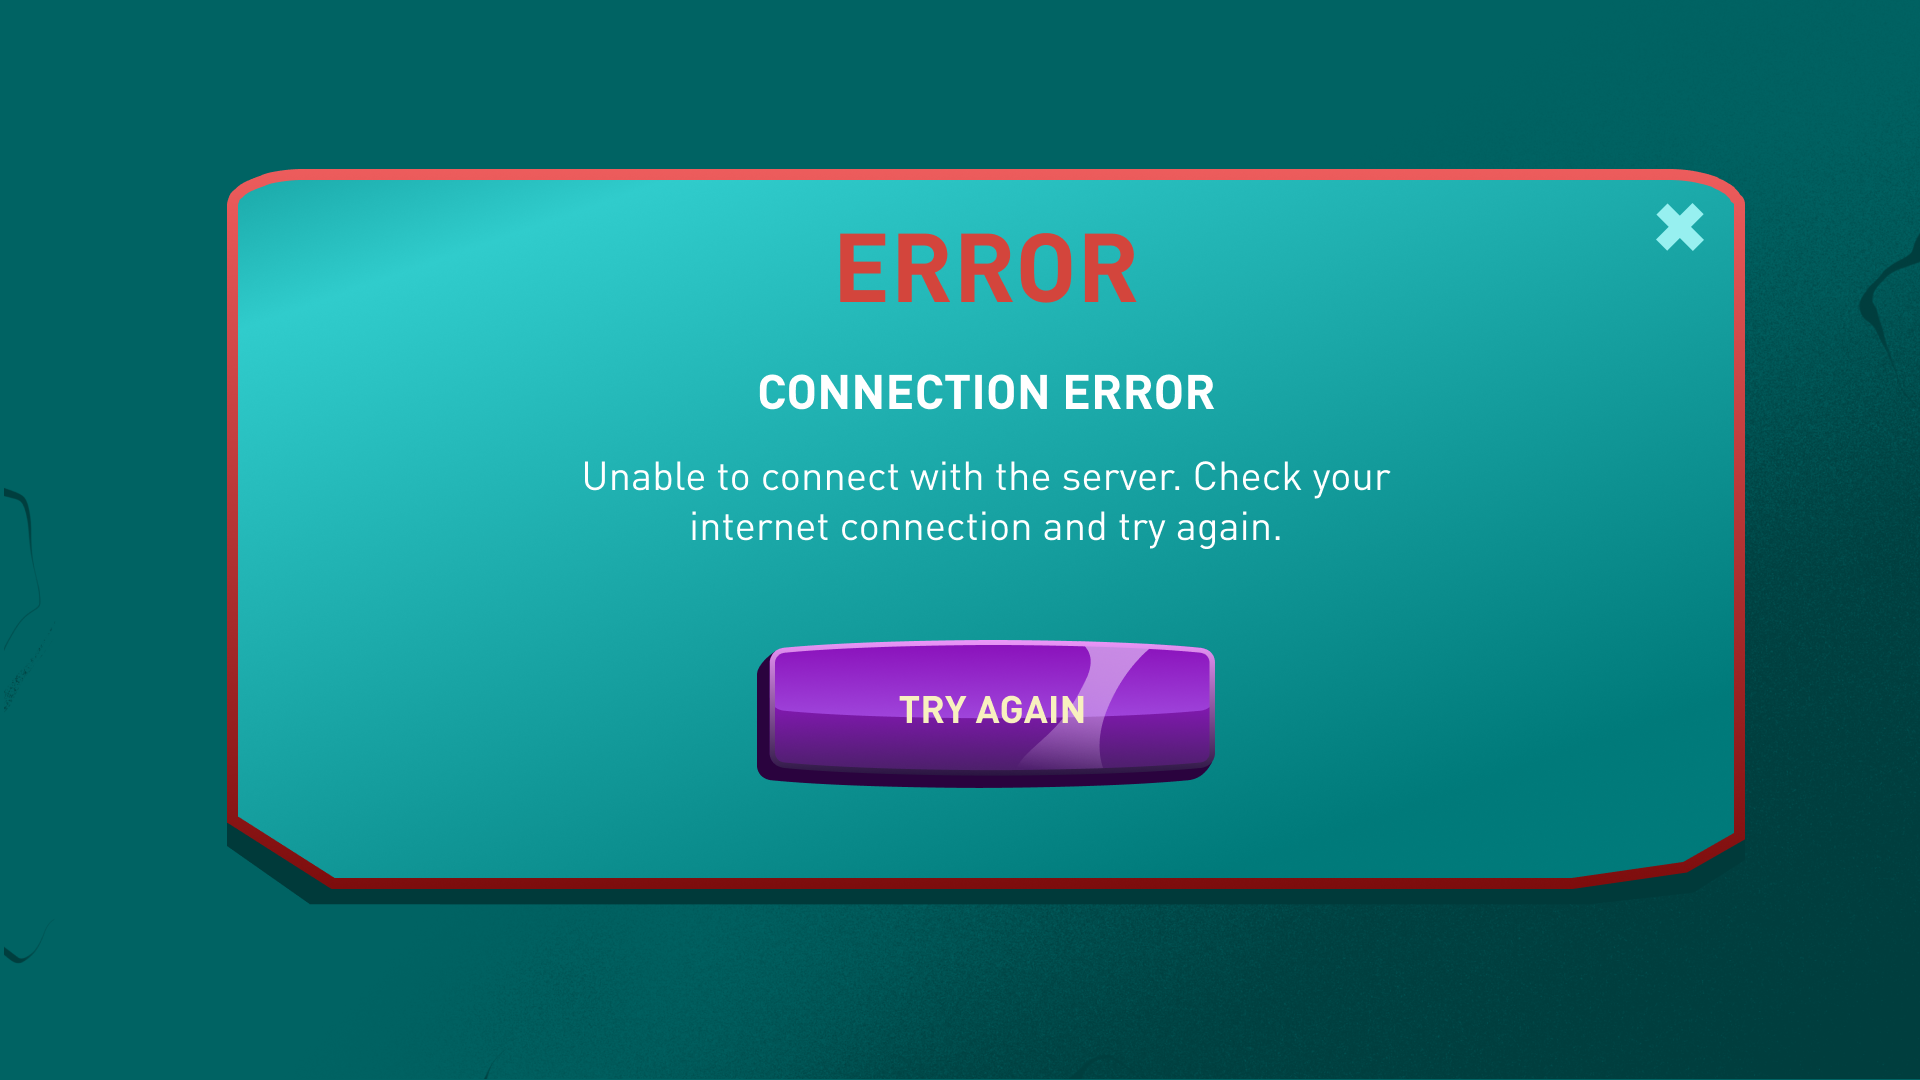 ERROR
CONNECTION ERROR
Unable to connect with the server. Check your
internet connection and try again.
TRY AGAIN